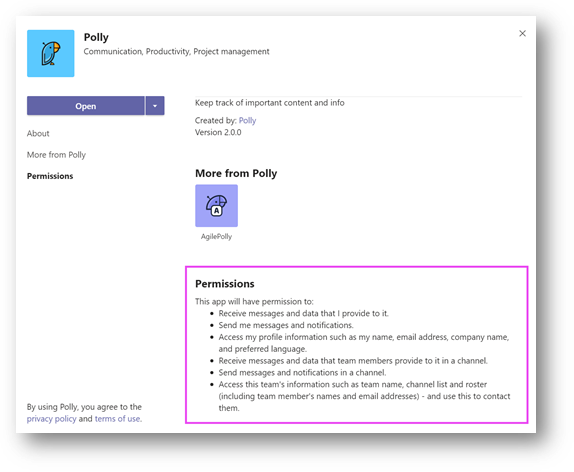 Polly
Communication, Productivity, Project management
Open
About
More from Polly
Permissions
Keep track of important content and info
Created by: Polly
Version 2.0.0
More from Polly
A
AgilePolly
Permissions
This app will have permission to:
• Receive messages and data that I provide to it.
• Send me messages and notifications.
• Access my profile information such as my name, email address, company name,
and preferred language.
• Receive messages and data that team members provide to it in a channel.
• Send messages and notifications in a channel.
• Access this team's information such as team name, channel list and roster
(including team member's names and email addresses) - and use this to contact
them.
By using Polly, you agree to the
privacy policy and terms of use.